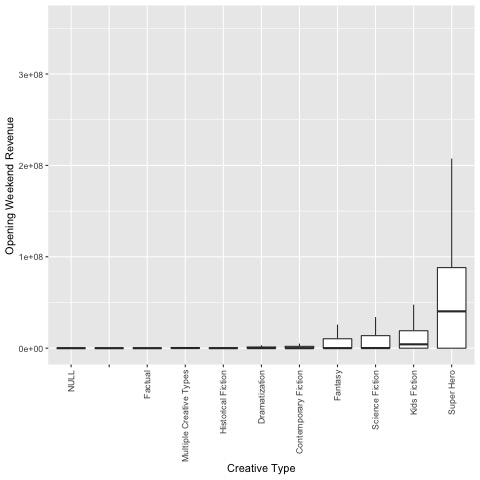 Opening Weekend Revenue
3e+08
2e+08
1e+08
0e+00
NULL
Factual
Multiple Creative Types
Historical Fiction
Dramatization
Contemporary Fiction
Fantasy
Science Fiction
Kids Fiction
Super Hero
Creative Type